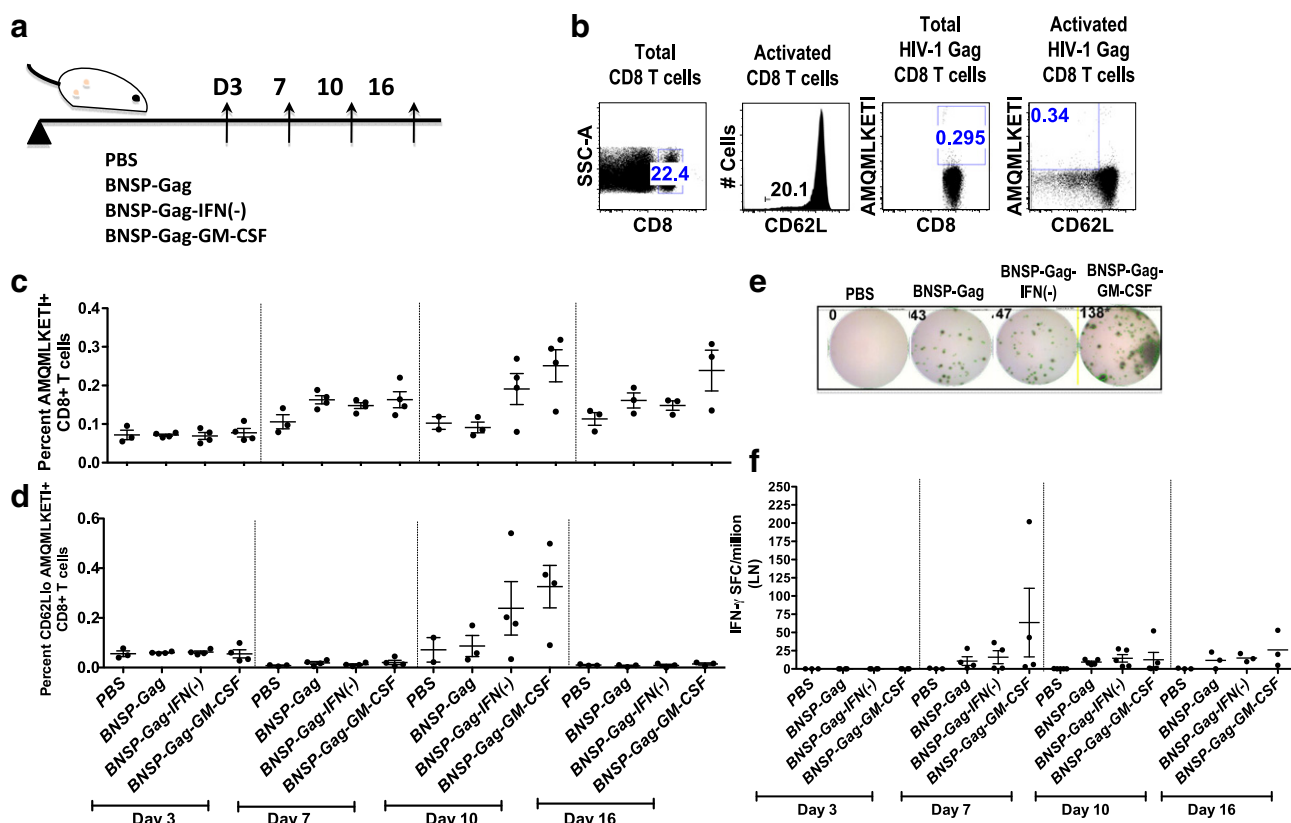 a
D3 7 10 16
PBS
BNSP-Gag
BNSP-Gag-IFN(-)
BNSP-Gag-GM-CSF
b
Total
CD8 T cells
SSC-A
22.4
CD8
Activated
CD8 T cells
# Cells
20.1
CD62L
Total
HIV-1 Gag
CD8 T cells
AMQMLKETI
0.295
CD8
Activated
HIV-1 Gag
CD8 T cells
AMQMLKETI
0.34
CD62L
c
Percent AMQMLKETI+
CD8+ T cells
0.4
0.3
0.2
0.1
0.0
d
Percent CD62Llo AMQMLKETI+
CD8+ T cells
0.6
0.4
0.2
0.0
PBS
BNSP-Gag
BNSP-Gag-IFN(-)
BNSP-Gag-GM-CSF
PBS
BNSP-Gag
BNSP-Gag-IFN(-)
BNSP-Gag-GM-CSF
PBS
BNSP-Gag
BNSP-Gag-IFN(-)
BNSP-Gag-GM-CSF
PBS
BNSP-Gag
BNSP-Gag-IFN(-)
BNSP-Gag-GM-CSF
Day 3
Day 7
Day 10
Day 16
e
PBS
BNSP-Gag
BNSP-Gag-
IFN(-)
BNSP-Gag-
GM-CSF
0
43
47
138
f
IFN-γ SFC/million
(LN)
250
225
200
175
150
125
100
75
50
25
0
PBS
BNSP-Gag
BNSP-Gag-IFN(-)
BNSP-Gag-GM-CSF
PBS
BNSP-Gag
BNSP-Gag-IFN(-)
BNSP-Gag-GM-CSF
PBS
BNSP-Gag
BNSP-Gag-IFN(-)
BNSP-Gag-GM-CSF
PBS
BNSP-Gag
BNSP-Gag-IFN(-)
BNSP-Gag-GM-CSF
Day 3
Day 7
Day 10
Day 16